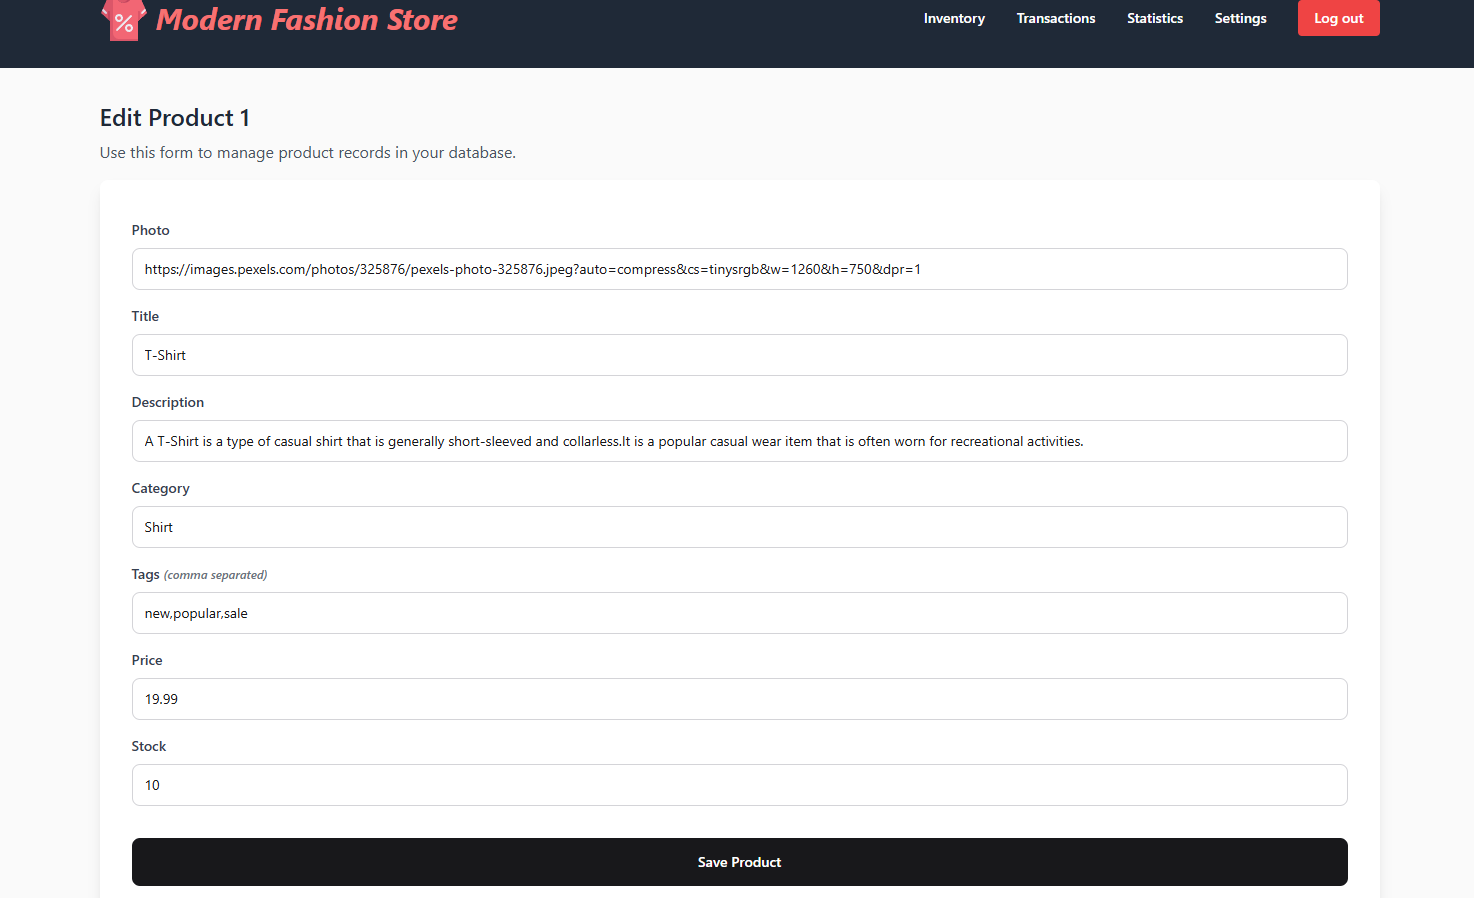 %
Modern Fashion Store
Inventory Transactions Statistics Settings Log out
Edit Product 1
Use this form to manage product records in your database.
Photo
https://images.pexels.com/photos/325876/pexels-photo-325876.jpeg?auto=compress&cs=tinysrgb&w=1260&h=750&dpr=1
Title
T-Shirt
Description
A T-Shirt is a type of casual shirt that is generally short-sleeved and collarless.It is a popular casual wear item that is often worn for recreational activities.
Category
Shirt
Tags (comma separated)
new,popular,sale
Price
19.99
Stock
10
Save Product